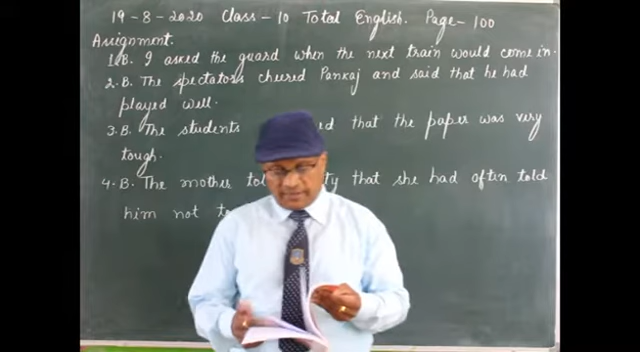 19-8-2020 Class-10 Total English. Page-100
Assignment.
1.B. I asked the guard when the next train would come in.
2.B. The spectators cheered Pankaj and said that he had
played well.
3.B. The students that the paper was very
tough.
4.B. The mother that she had often told
him not